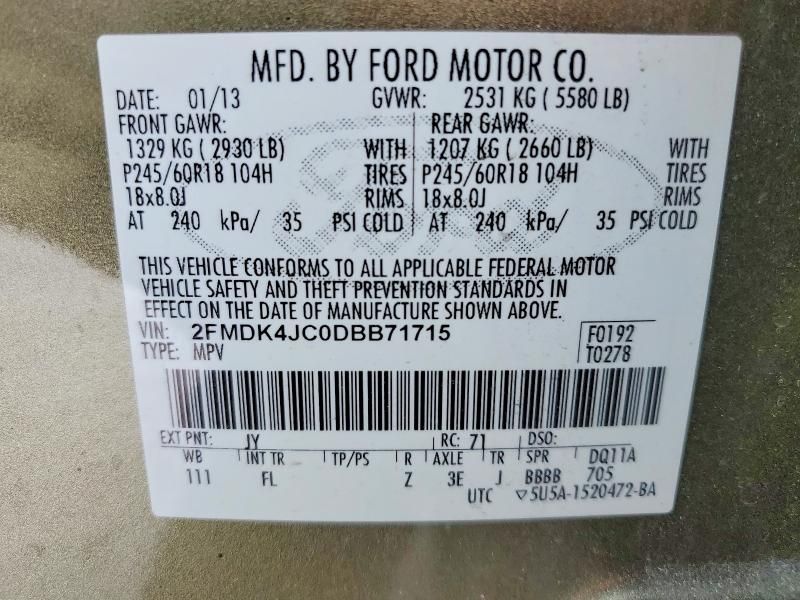 MFD. BY FORD MOTOR CO.
DATE: 01/13 GVWR: 2531 KG ( 5580 LB)
FRONT GAWR: REAR GAWR:
1329 KG ( 2930 LB) WITH 1207 KG ( 2660 LB) WITH
P245/60R18 104H TIRES P245/60R18 104H TIRES
18x8.0J RIMS 18x8.0J RIMS
AT 240 kPa/ 35 PSI COLD AT 240 kPa/ 35 PSI COLD
THIS VEHICLE CONFORMS TO ALL APPLICABLE FEDERAL MOTOR
VEHICLE SAFETY AND THEFT PREVENTION STANDARDS IN
EFFECT ON THE DATE OF MANUFACTURE SHOWN ABOVE.
VIN: 2FMDK4JC0DBB71715 F0192
TYPE: MPV T0278
EXT PNT: JY RC: 71 DSO:
WB INT TR TP/PS R AXLE TR SPR DQ11A
111 FL Z 3E J BBBB 705
UTC ▽5U5A-1520472-BA